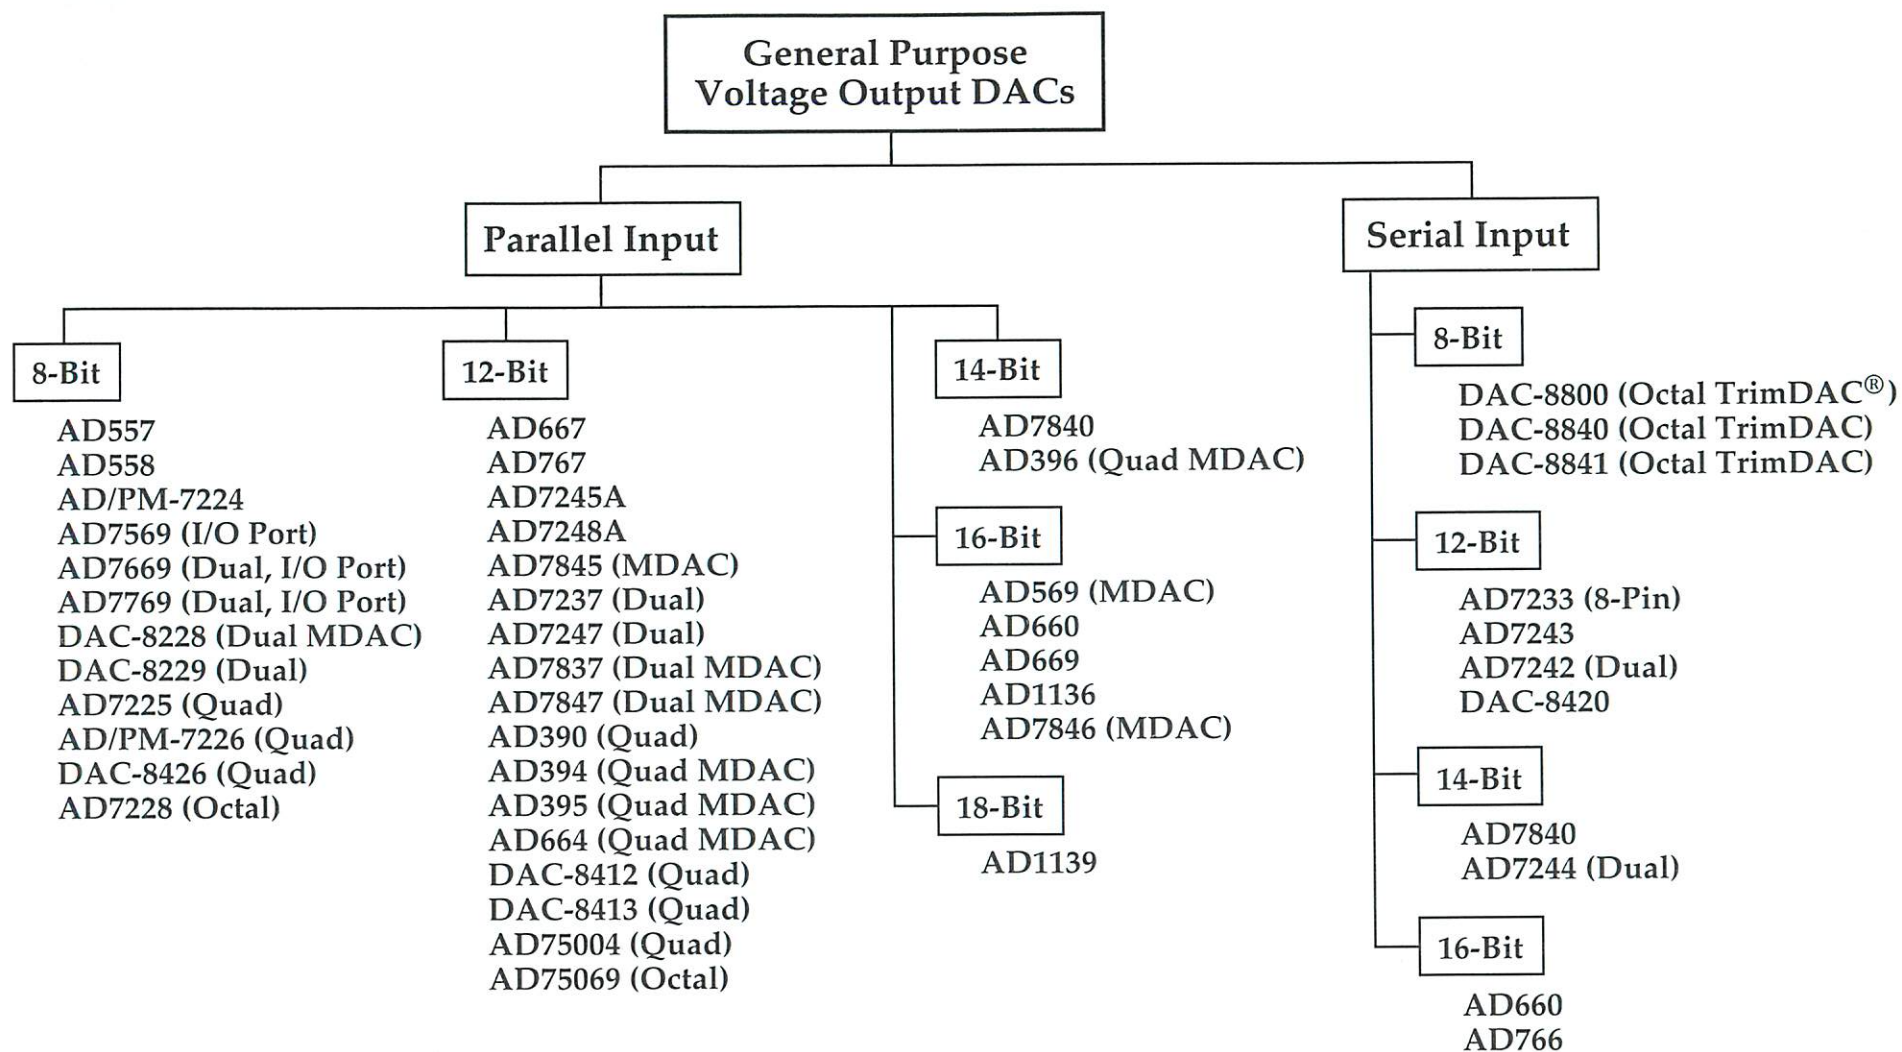 General Purpose
Voltage Output DACs
Parallel Input
8-Bit
AD557
AD558
AD/PM-7224
AD7569 (I/O Port)
AD7669 (Dual, I/O Port)
AD7769 (Dual, I/O Port)
DAC-8228 (Dual MDAC)
DAC-8229 (Dual)
AD7225 (Quad)
AD/PM-7226 (Quad)
DAC-8426 (Quad)
AD7228 (Octal)
12-Bit
AD667
AD767
AD7245A
AD7248A
AD7845 (MDAC)
AD7237 (Dual)
AD7247 (Dual)
AD7837 (Dual MDAC)
AD7847 (Dual MDAC)
AD390 (Quad)
AD394 (Quad MDAC)
AD395 (Quad MDAC)
AD664 (Quad MDAC)
DAC-8412 (Quad)
DAC-8413 (Quad)
AD75004 (Quad)
AD75069 (Octal)
14-Bit
AD7840
AD396 (Quad MDAC)
16-Bit
AD569 (MDAC)
AD660
AD669
AD1136
AD7846 (MDAC)
18-Bit
AD1139
Serial Input
8-Bit
DAC-8800 (Octal TrimDAC®)
DAC-8840 (Octal TrimDAC)
DAC-8841 (Octal TrimDAC)
12-Bit
AD7233 (8-Pin)
AD7243
AD7242 (Dual)
DAC-8420
14-Bit
AD7840
AD7244 (Dual)
16-Bit
AD660
AD766